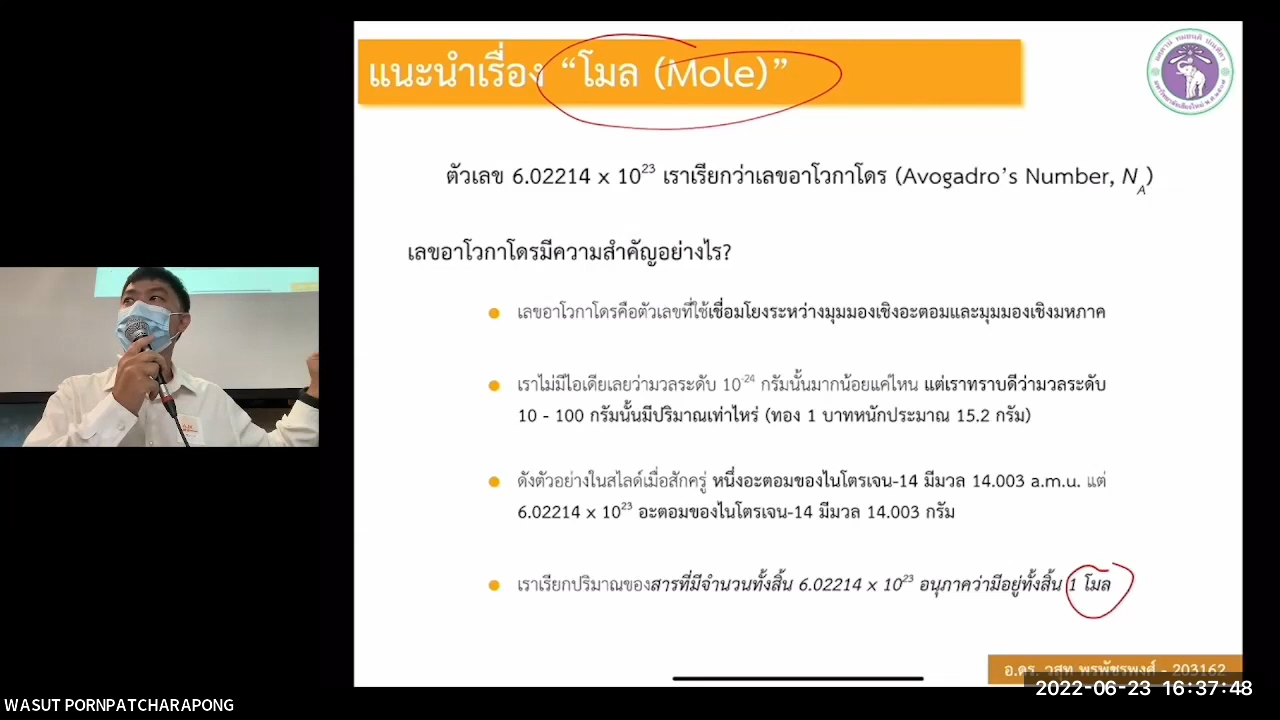 แนะนำเรื่อง “โมล (Mole)”
ตัวเลข 6.02214 x 10²³ เราเรียกว่าเลขอาโวกาโดร (Avogadro’s Number, N_A)
เลขอาโวกาโดรมีความสำคัญอย่างไร?
เลขอาโวกาโดรคือตัวเลขที่ใช้เชื่อมโยงระหว่างมุมมองเชิงอะตอมและมุมมองเชิงมหภาค
เราไม่มีไอเดียเลยว่ามวลระดับ 10⁻²⁴ กรัมนั้นมากน้อยแค่ไหน แต่เราทราบดีว่ามวลระดับ
10 - 100 กรัมนั้นมีปริมาณเท่าไหร่ (ทอง 1 บาทหนักประมาณ 15.2 กรัม)
ดังตัวอย่างในสไลด์เมื่อสักครู่ หนึ่งอะตอมของไนโตรเจน-14 มีมวล 14.003 a.m.u. แต่
6.02214 x 10²³ อะตอมของไนโตรเจน-14 มีมวล 14.003 กรัม
เราเรียกปริมาณของสารที่มีจำนวนทั้งสิ้น 6.02214 x 10²³ อนุภาคว่ามีอยู่ทั้งสิ้น 1 โมล
อ.ดร. วสุท พรพัชรพงศ์ - 203162
2022-06-23 16:37:48
WASUT PORNPATCHARAPONG